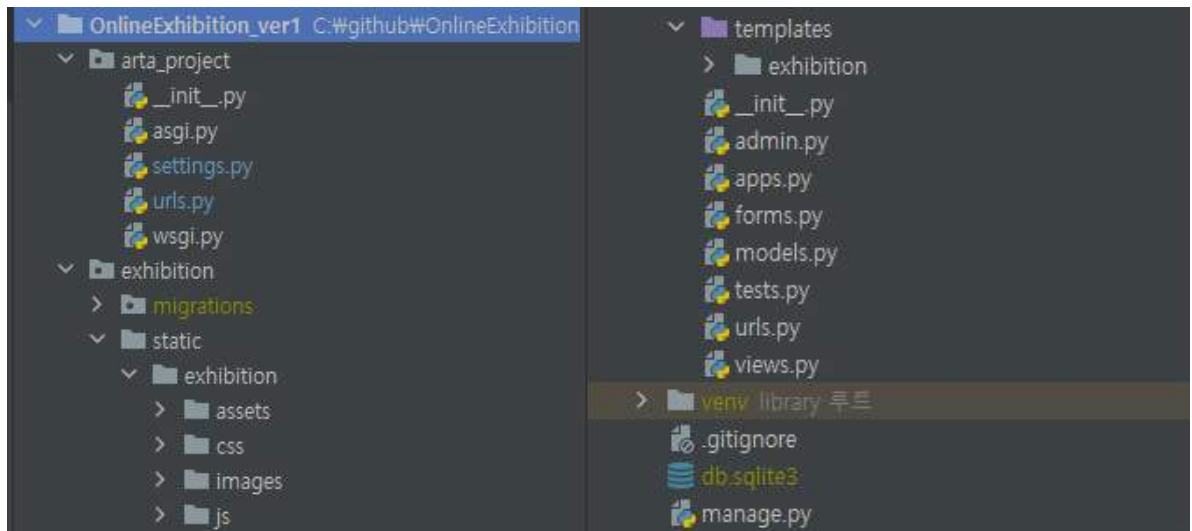 OnlineExhibition_ver1 C:₩github₩OnlineExhibition
arta_project
__init__.py
asgi.py
settings.py
urls.py
wsgi.py
exhibition
migrations
static
exhibition
assets
css
images
js
templates
exhibition
__init__.py
admin.py
apps.py
forms.py
models.py
tests.py
urls.py
views.py
venv library 루트
.gitignore
db.sqlite3
manage.py